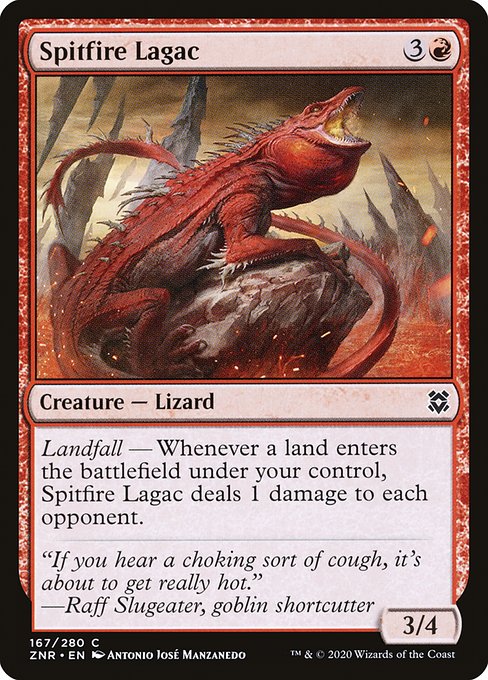 Spitfire Lagac 3
Creature — Lizard
Landfall — Whenever a land enters
the battlefield under your control,
Spitfire Lagac deals 1 damage to each
opponent.
“If you hear a choking sort of cough, it’s
about to get really hot.”
—Raff Slugeater, goblin shortcutter
3/4
167/280 C
ZNR • EN Antonio José Manzanedo
™ & © 2020 Wizards of the Coast